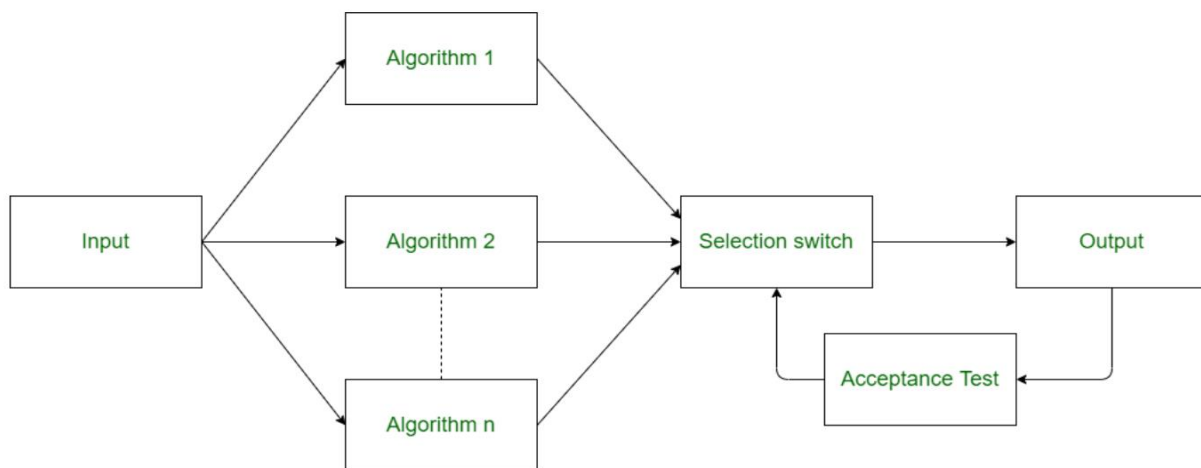 Algorithm 1
Input
Algorithm 2
Selection switch
Output
Acceptance Test
Algorithm n